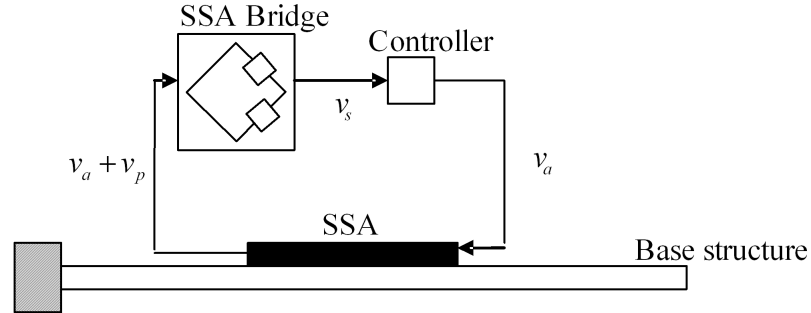 SSA Bridge
Controller
v_s
v_a + v_p
v_a
SSA
Base structure